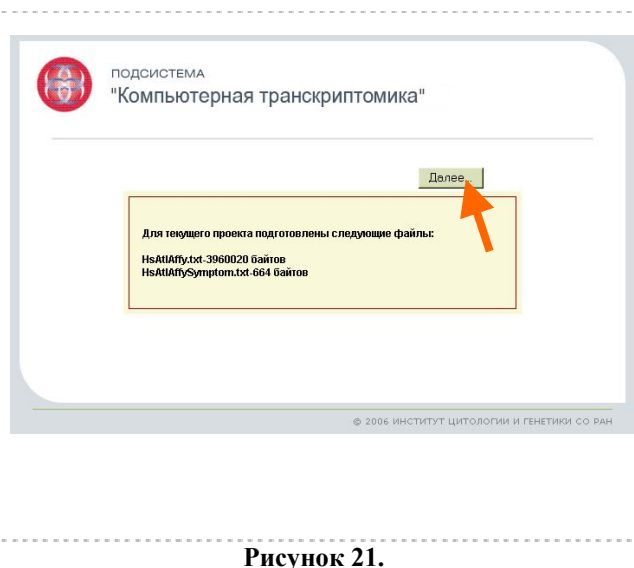 ПОДСИСТЕМА
"Компьютерная транскриптомика"
Далее...
Для текущего проекта подготовлены следующие файлы:
HsAtlAffy.txt-3960020 байтов
HsAtlAffySymptom.txt-664 байтов
© 2006 ИНСТИТУТ ЦИТОЛОГИИ И ГЕНЕТИКИ СО РАН
Рисунок 21.